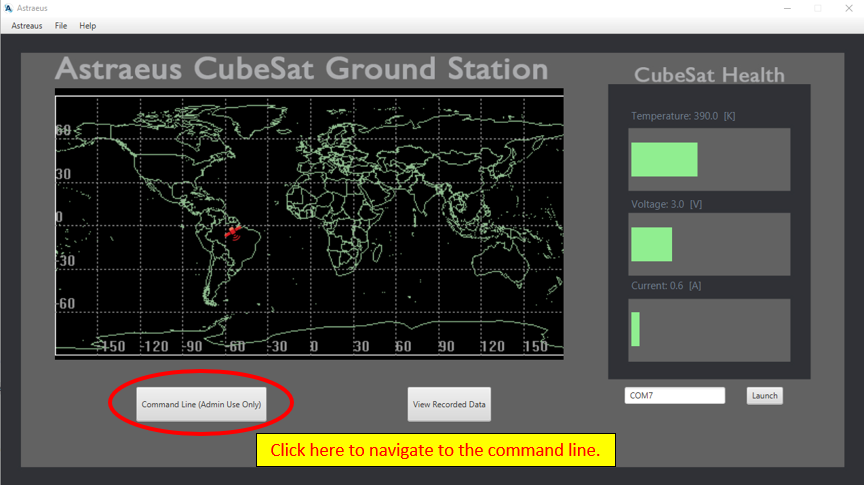 Astraeus
Astreaus File Help
Astraeus CubeSat Ground Station
CubeSat Health
60
30
0
-30
-60
-150 -120 -90 -60 -30 0 30 60 90 120 150
Temperature: 390.0 [K]
Voltage: 3.0 [V]
Current: 0.6 [A]
Command Line (Admin Use Only)
View Recorded Data
COM7
Launch
Click here to navigate to the command line.